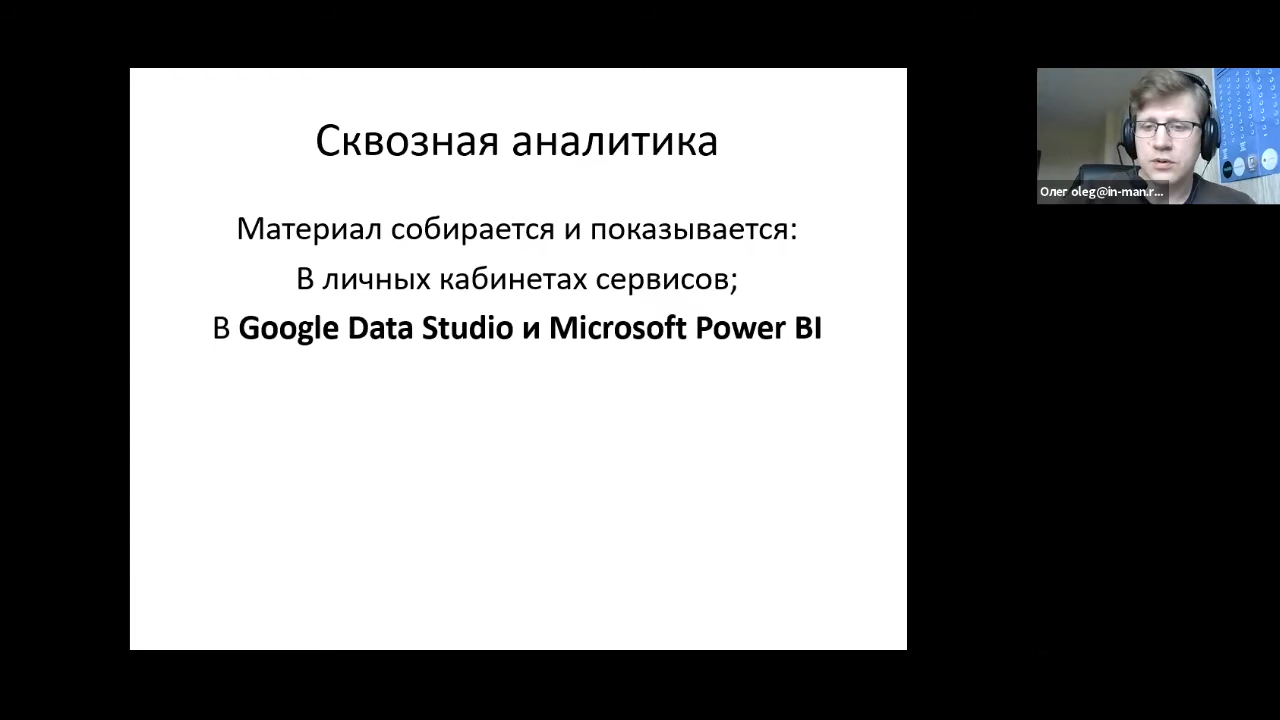 Сквозная аналитика
Материал собирается и показывается:
В личных кабинетах сервисов;
В Google Data Studio и Microsoft Power BI
Олег oleg@in-man.r...